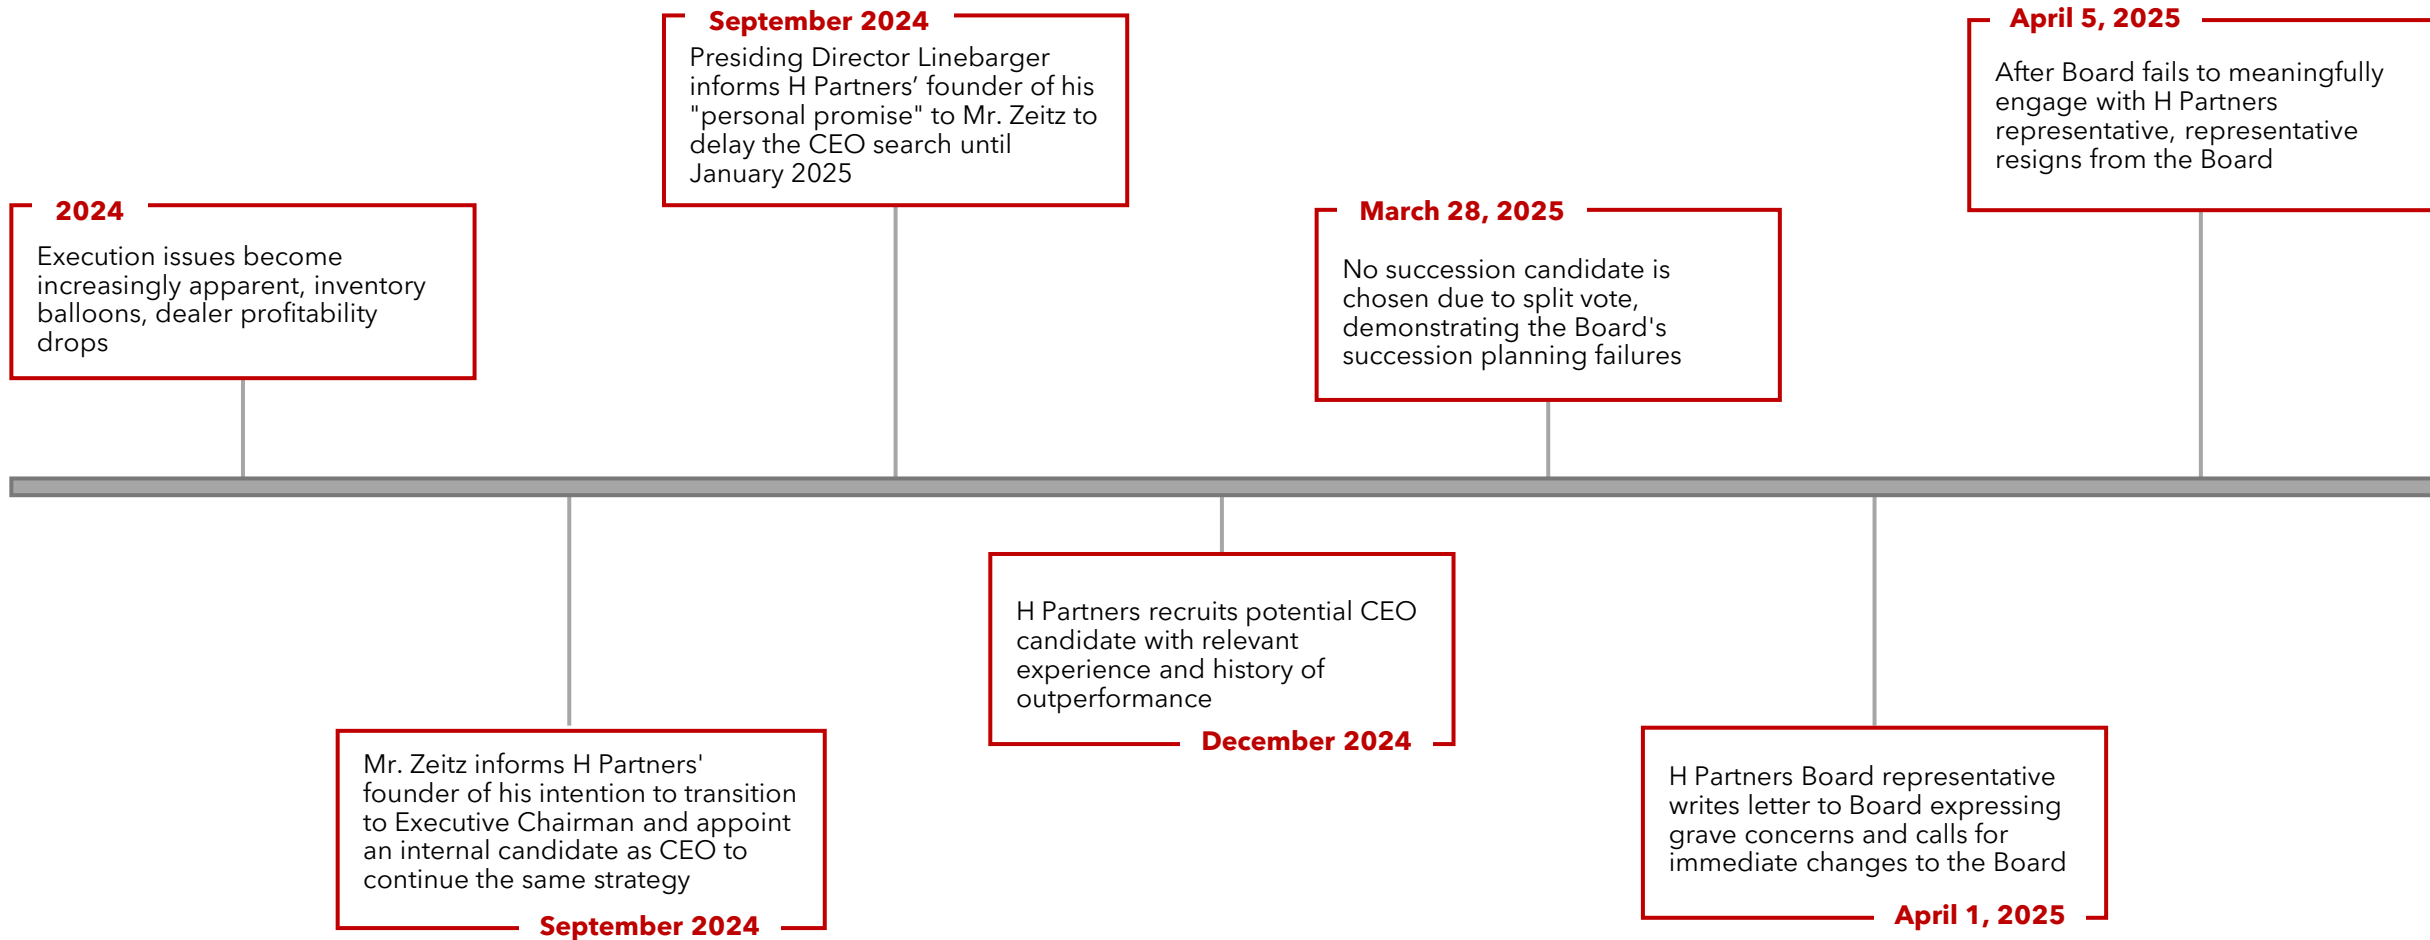 2024
Execution issues become
increasingly apparent, inventory
balloons, dealer profitability
drops
Mr. Zeitz informs H Partners'
founder of his intention to transition
to Executive Chairman and appoint
an internal candidate as CEO to
continue the same strategy
September 2024
September 2024
Presiding Director Linebarger
informs H Partners’ founder of his
"personal promise" to Mr. Zeitz to
delay the CEO search until
January 2025
H Partners recruits potential CEO
candidate with relevant
experience and history of
outperformance
December 2024
March 28, 2025
No succession candidate is
chosen due to split vote,
demonstrating the Board's
succession planning failures
H Partners Board representative
writes letter to Board expressing
grave concerns and calls for
immediate changes to the Board
April 1, 2025
April 5, 2025
After Board fails to meaningfully
engage with H Partners
representative, representative
resigns from the Board